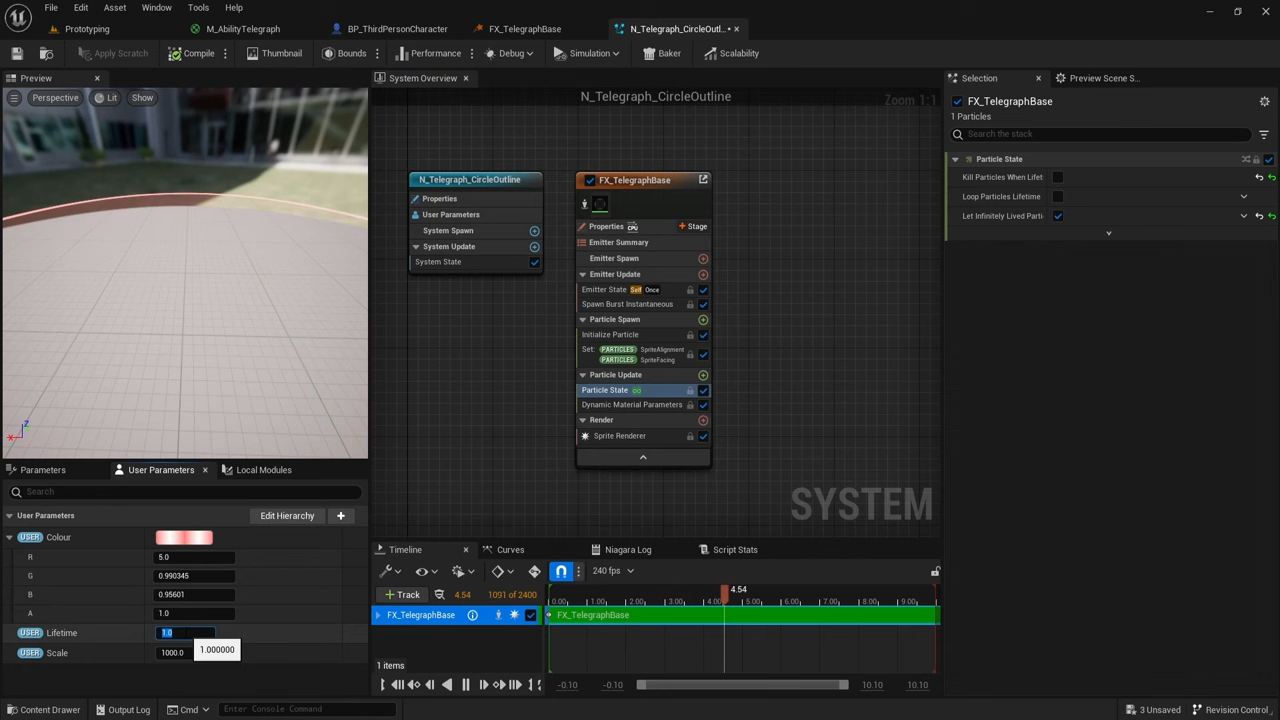 File Edit Asset Window Tools Help
Prototyping M_AbilityTelegraph BP_ThirdPersonCharacter FX_TelegraphBase N_Telegraph_CircleOutl...
Apply Scratch Compile Thumbnail Bounds Performance Debug Simulation Baker Scalability
Preview System Overview Selection Preview Scene S...
Perspective Lit Show
N_Telegraph_CircleOutline Zoom 1:1
FX_TelegraphBase
1 Particles
Search the stack
Particle State
Kill Particles When Lifet
Loop Particles Lifetime
Let Infinitely Lived Parti
N_Telegraph_CircleOutline
Properties
User Parameters
System Spawn
System Update
System State
FX_TelegraphBase
Properties CPU Stage
Emitter Summary
Emitter Spawn
Emitter Update
Emitter State Self Once
Spawn Burst Instantaneous
Particle Spawn
Initialize Particle
Set: PARTICLES SpriteAlignment
PARTICLES SpriteFacing
Particle Update
Particle State
Dynamic Material Parameters
Render
Sprite Renderer
SYSTEM
z
x
Parameters User Parameters Local Modules
Search
User Parameters Edit Hierarchy
USER Colour
R 5.0
G 0.990345
B 0.95601
A 1.0
USER Lifetime 1.0
1.000000
USER Scale 1000.0
Timeline Curves Niagara Log Script Stats
240 fps
Track 4.54 1091 of 2400
4.54
0.00 1.00 2.00 3.00 4.00 5.00 6.00 7.00 8.00 9.00
FX_TelegraphBase FX_TelegraphBase
1 items
-0.10 -0.10 10.10 10.10
Content Drawer Output Log Cmd Enter Console Command 3 Unsaved Revision Control